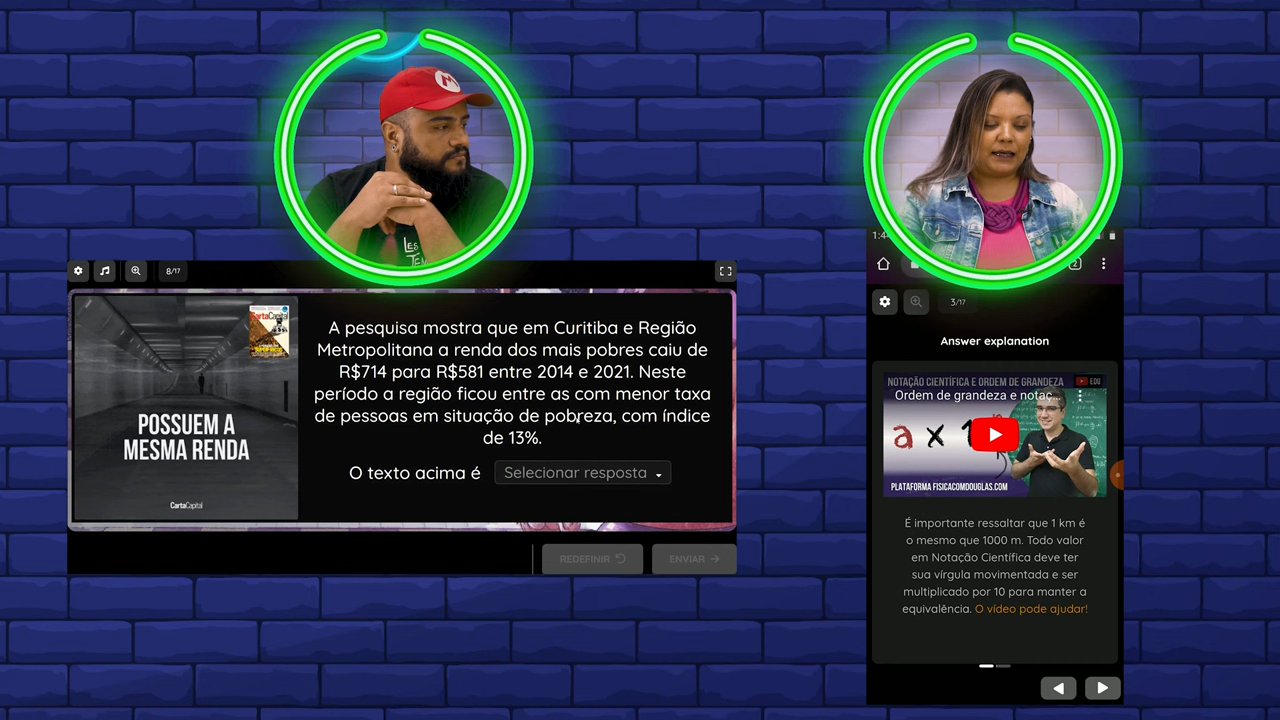 M
LES
TEM
8/17
CartaCapital
POSSUEM A
MESMA RENDA
CartaCapital
A pesquisa mostra que em Curitiba e Região
Metropolitana a renda dos mais pobres caiu de
R$714 para R$581 entre 2014 e 2021. Neste
período a região ficou entre as com menor taxa
de pessoas em situação de pobreza, com índice
de 13%.
O texto acima é Selecionar resposta
REDEFINIR
ENVIAR
2
3/17
Answer explanation
NOTAÇÃO CIENTÍFICA E ORDEM DE GRANDEZA
EDU
Ordem de grandeza e notaç...
a x 1
PLATAFORMA FISICACOMDOUGLAS.COM
É importante ressaltar que 1 km é
o mesmo que 1000 m. Todo valor
em Notação Científica deve ter
sua vírgula movimentada e ser
multiplicado por 10 para manter a
equivalência. O vídeo pode ajudar!